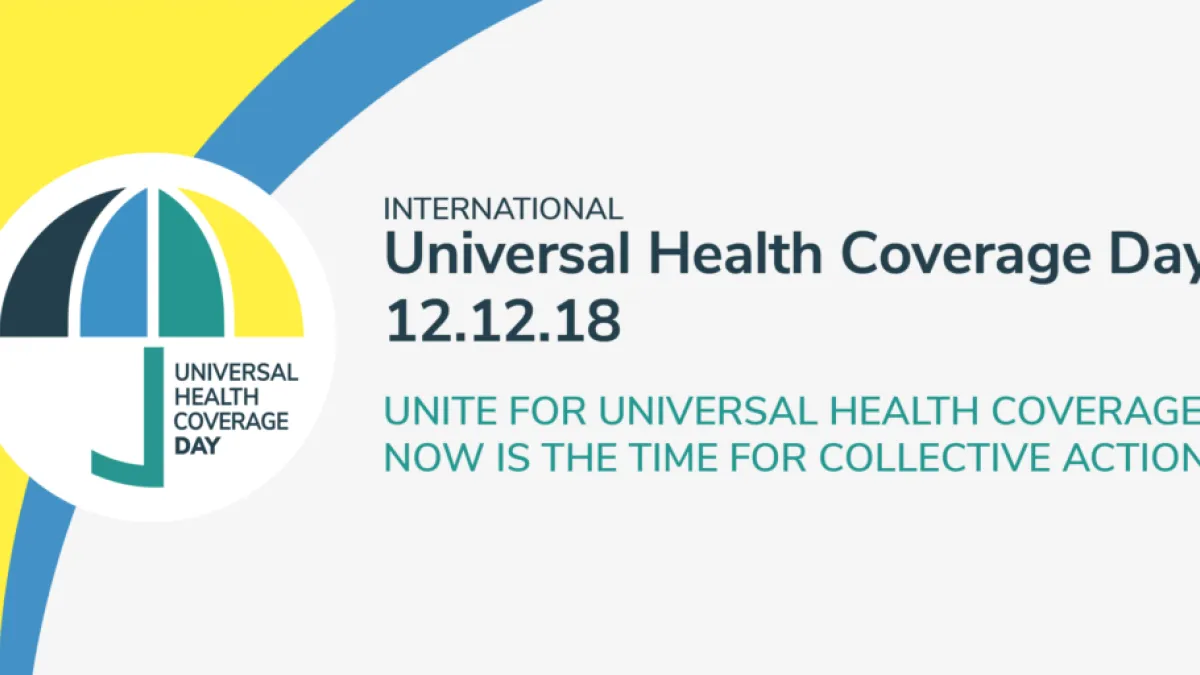 UNIVERSAL
HEALTH
COVERAGE
DAY
INTERNATIONAL
Universal Health Coverage Day
12.12.18
UNITE FOR UNIVERSAL HEALTH COVERAGE
NOW IS THE TIME FOR COLLECTIVE ACTION